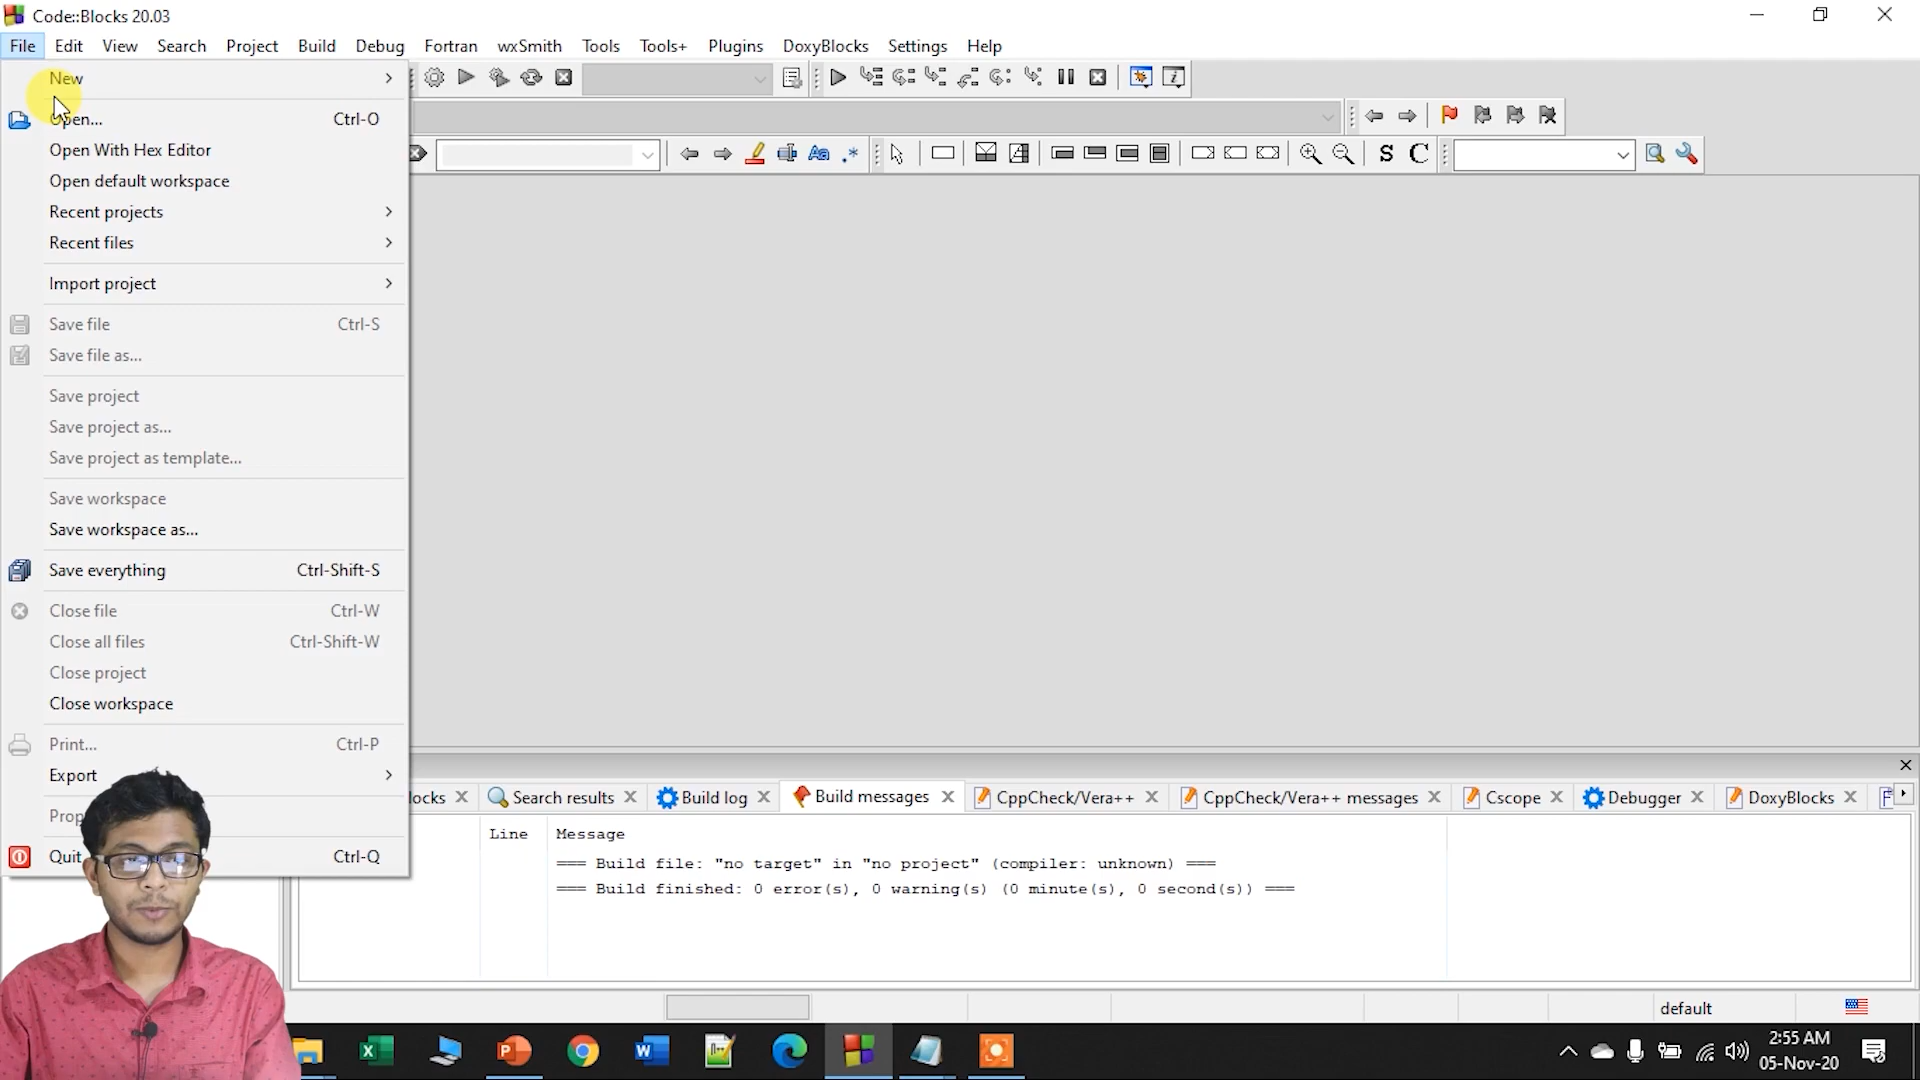 Code::Blocks 20.03
File Edit View Search Project Build Debug Fortran wxSmith Tools Tools+ Plugins DoxyBlocks Settings Help
New
Open... Ctrl-O
Open With Hex Editor
Open default workspace
Recent projects
Recent files
Import project
Save file Ctrl-S
Save file as...
Save project
Save project as...
Save project as template...
Save workspace
Save workspace as...
Save everything Ctrl-Shift-S
Close file Ctrl-W
Close all files Ctrl-Shift-W
Close project
Close workspace
Print... Ctrl-P
Export
Prop
Quit Ctrl-Q
S C
locks Search results Build log Build messages CppCheck/Vera++ CppCheck/Vera++ messages Cscope Debugger DoxyBlocks F
Line Message
=== Build file: "no target" in "no project" (compiler: unknown) ===
=== Build finished: 0 error(s), 0 warning(s) (0 minute(s), 0 second(s)) ===
default
2:55 AM
05-Nov-20